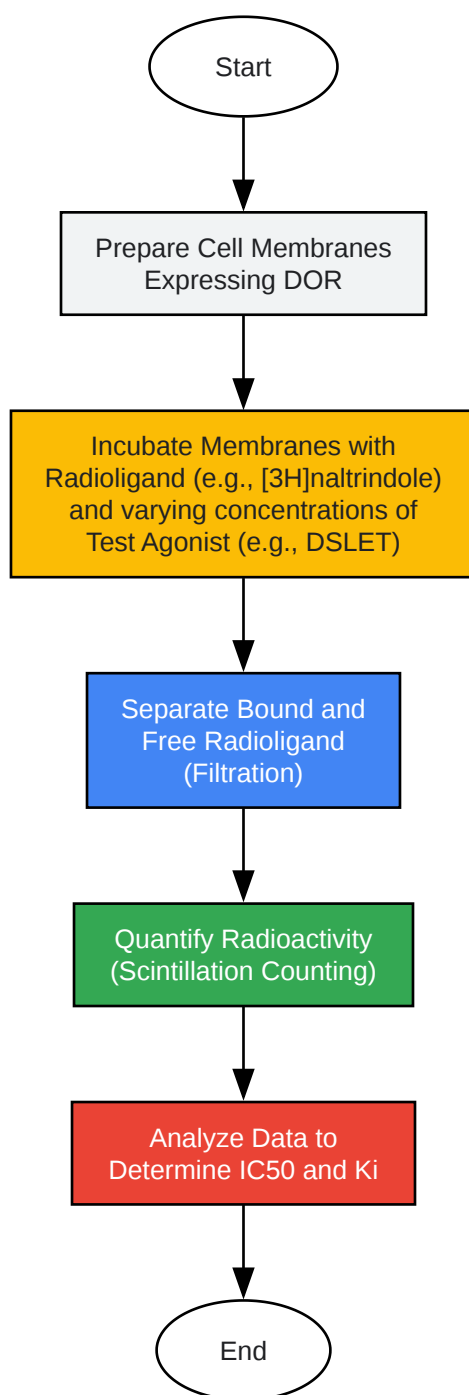 Start
Prepare Cell Membranes
Expressing DOR
Incubate Membranes with
Radioligand (e.g., [3H]naltrindole)
and varying concentrations of
Test Agonist (e.g., DSLET)
Separate Bound and
Free Radioligand
(Filtration)
Quantify Radioactivity
(Scintillation Counting)
Analyze Data to
Determine IC50 and Ki
End